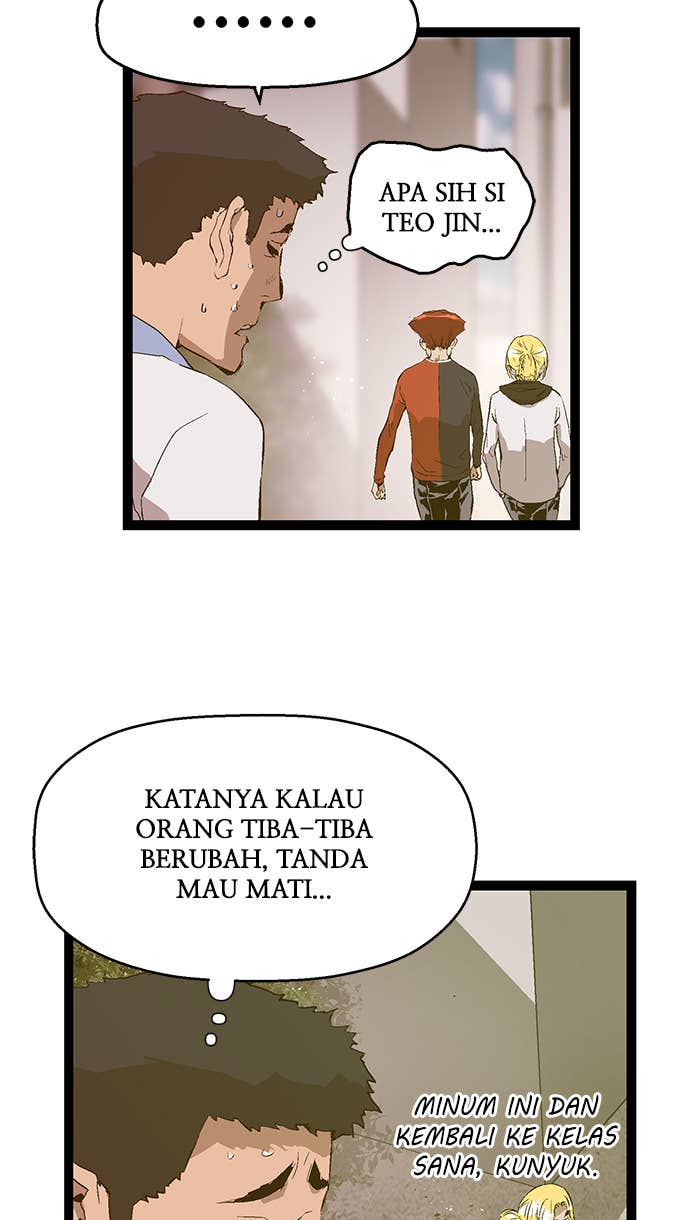 ......
APA SIH SI
TEO JIN...
KATANYA KALAU
ORANG TIBA-TIBA
BERUBAH, TANDA
MAU MATI...
MINUM INI DAN
KEMBALI KE KELAS
SANA, KUNYUK.